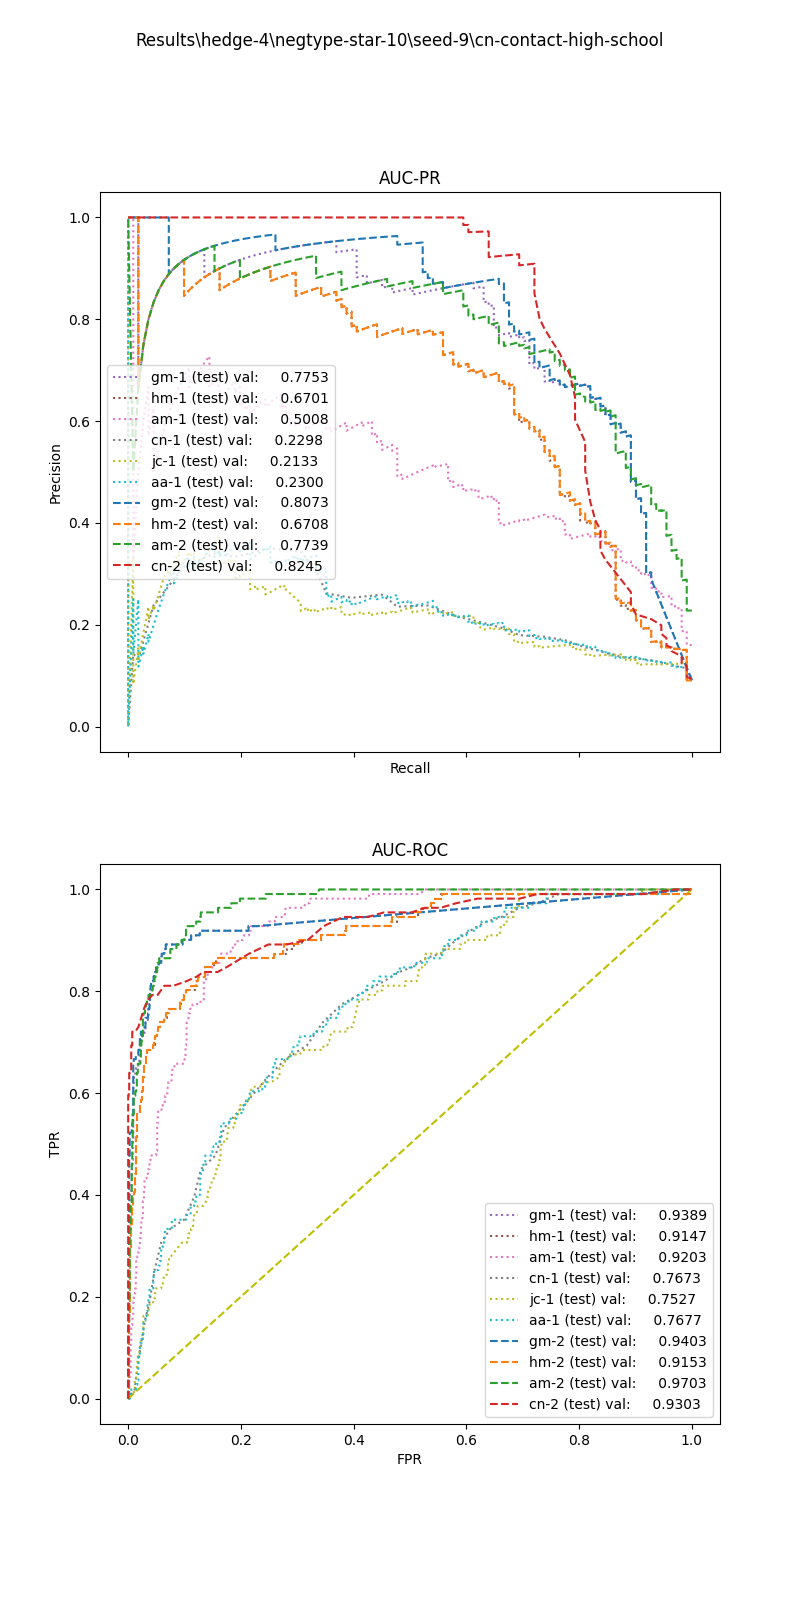 Results\hedge-4\negtype-star-10\seed-9\cn-contact-high-school
AUC-PR
1.0
0.8
0.6
0.4
0.2
0.0
Precision
gm-1 (test) val: 0.7753
hm-1 (test) val: 0.6701
am-1 (test) val: 0.5008
cn-1 (test) val: 0.2298
jc-1 (test) val: 0.2133
aa-1 (test) val: 0.2300
gm-2 (test) val: 0.8073
hm-2 (test) val: 0.6708
am-2 (test) val: 0.7739
cn-2 (test) val: 0.8245
Recall
AUC-ROC
1.0
0.8
0.6
0.4
0.2
0.0
TPR
gm-1 (test) val: 0.9389
hm-1 (test) val: 0.9147
am-1 (test) val: 0.9203
cn-1 (test) val: 0.7673
jc-1 (test) val: 0.7527
aa-1 (test) val: 0.7677
gm-2 (test) val: 0.9403
hm-2 (test) val: 0.9153
am-2 (test) val: 0.9703
cn-2 (test) val: 0.9303
0.0 0.2 0.4 0.6 0.8 1.0
FPR